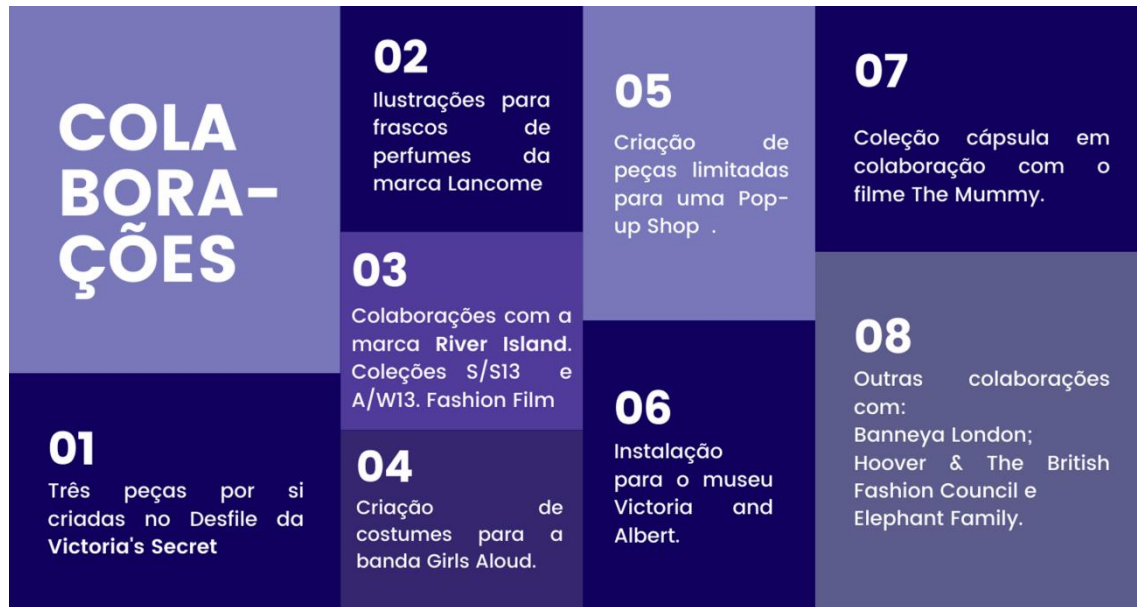 COLA
BORA-
ÇÕES
01
Três peças por si
criadas no Desfile da
Victoria's Secret
02
Ilustrações para
frascos de
perfumes da
marca Lancome
03
Colaborações com a
marca River Island.
Coleções S/S13 e
A/W13. Fashion Film
04
Criação de
costumes para a
banda Girls Aloud.
05
Criação de
peças limitadas
para uma Pop-
up Shop .
06
Instalação
para o museu
Victoria and
Albert.
07
Coleção cápsula em
colaboração com o
filme The Mummy.
08
Outras colaborações
com:
Banneya London;
Hoover & The British
Fashion Council e
Elephant Family.